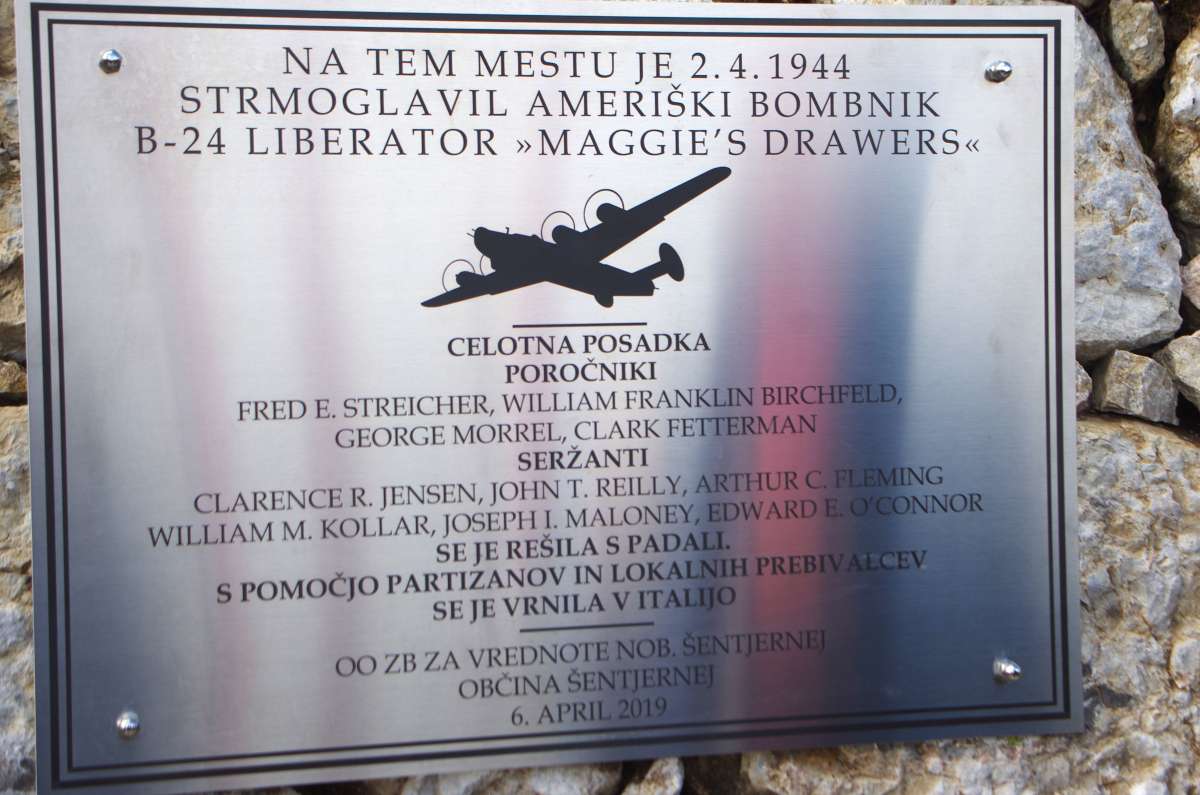 NA TEM MESTU JE 2.4.1944
STRMOGLAVIL AMERIŠKI BOMBNIK
B-24 LIBERATOR »MAGGIE'S DRAWERS«
CELOTNA POSADKA
POROČNIKI
FRED E. STREICHER, WILLIAM FRANKLIN BIRCHFELD,
GEORGE MORREL, CLARK FETTERMAN
SERŽANTI
CLARENCE R. JENSEN, JOHN T. REILLY, ARTHUR C. FLEMING
WILLIAM M. KOLLAR, JOSEPH I. MALONEY, EDWARD E. O'CONNOR
SE JE REŠILA S PADALI.
S POMOČJO PARTIZANOV IN LOKALNIH PREBIVALCEV
SE JE VRNILA V ITALIJO
OO ZB ZA VREDNOTE NOB. ŠENTJERNEJ
OBČINA ŠENTJERNEJ
6. APRIL 2019